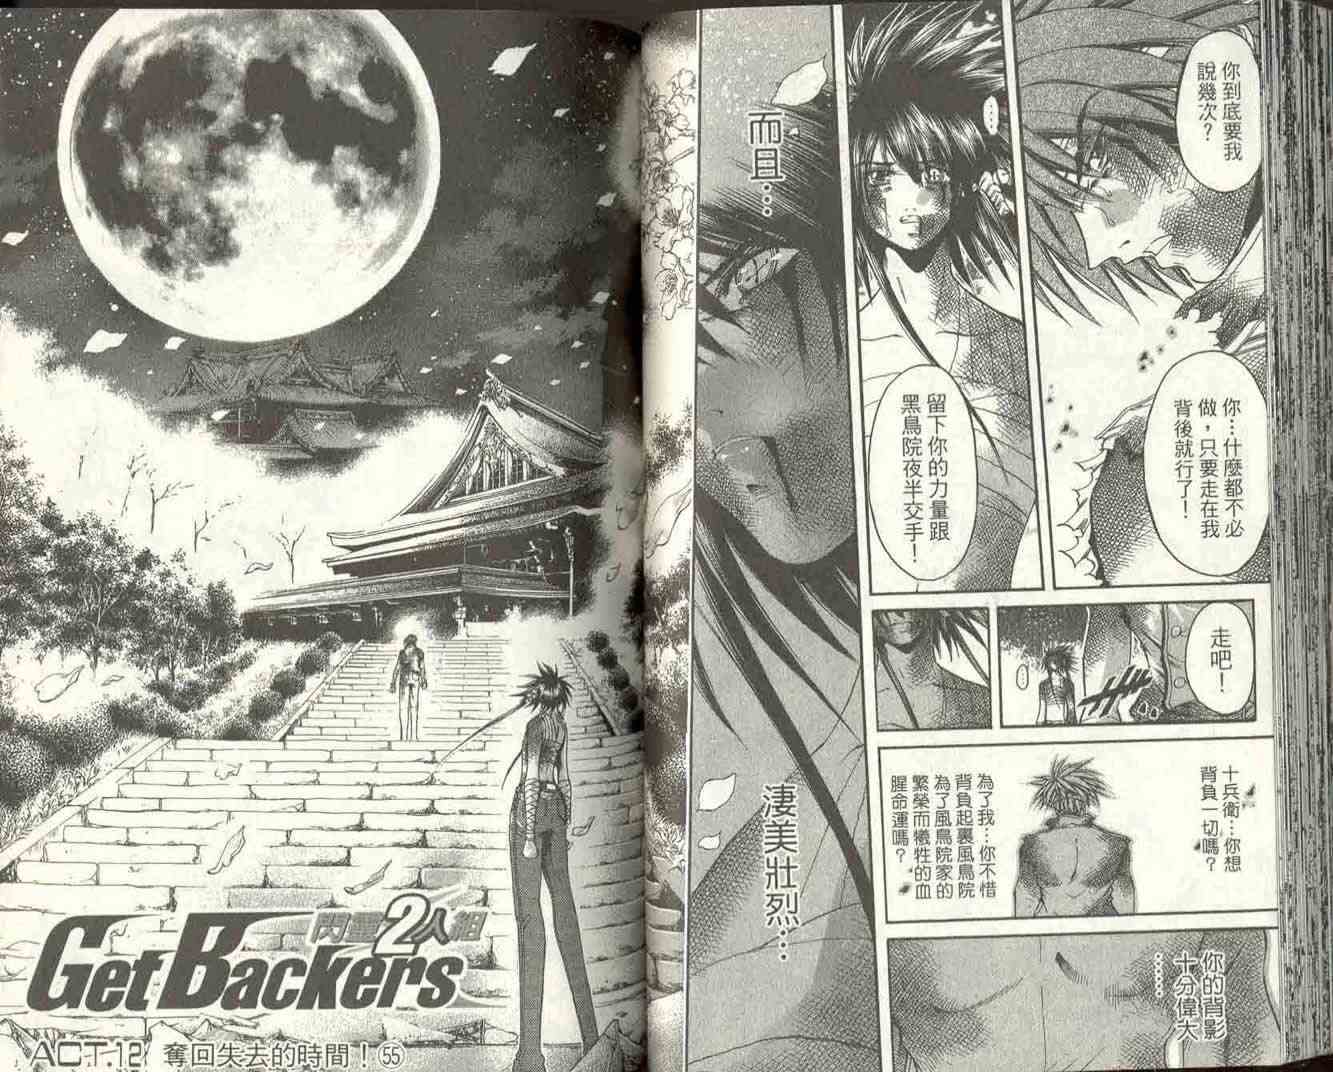 你到底要我
說幾次？
你…什麼都不必
做，只要走在我
背後就行了！
⋯⋯
留下你的力量跟
黑鳥院夜半交手！
走吧！
⋯⋯
十兵衛…你想
背負一切嗎？
為了我…你不惜
背負起裏風鳥院
為了風鳥院家的
繁榮而犧牲的血
腥命運嗎？
你的背影
十分偉大
⋯⋯
而且…
淒美壯烈…
閃靈2人組
GetBackers
ACT.12 奪回失去的時間！55